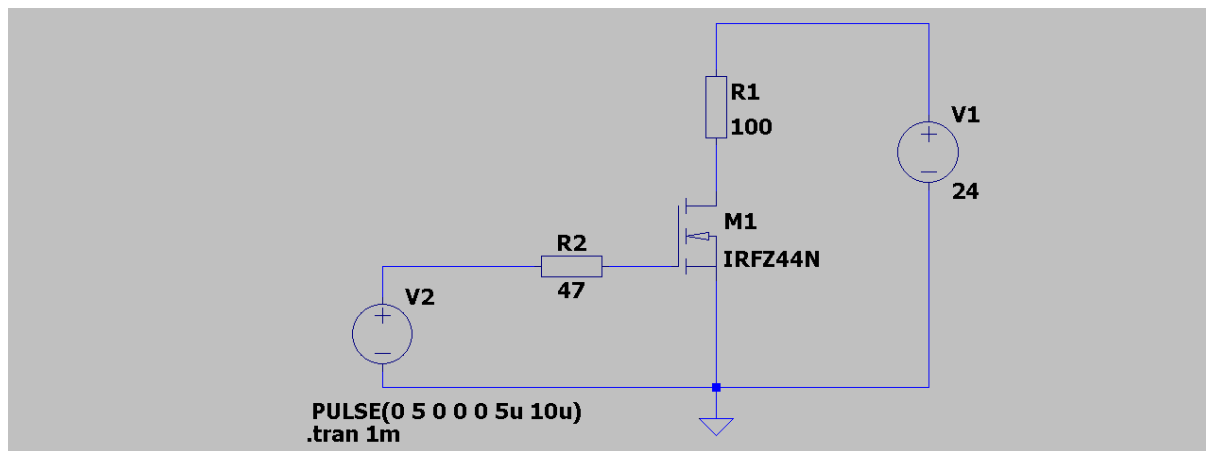 R1
100
V1
24
M1
IRFZ44N
R2
47
V2
PULSE(0 5 0 0 0 5u 10u)
.tran 1m